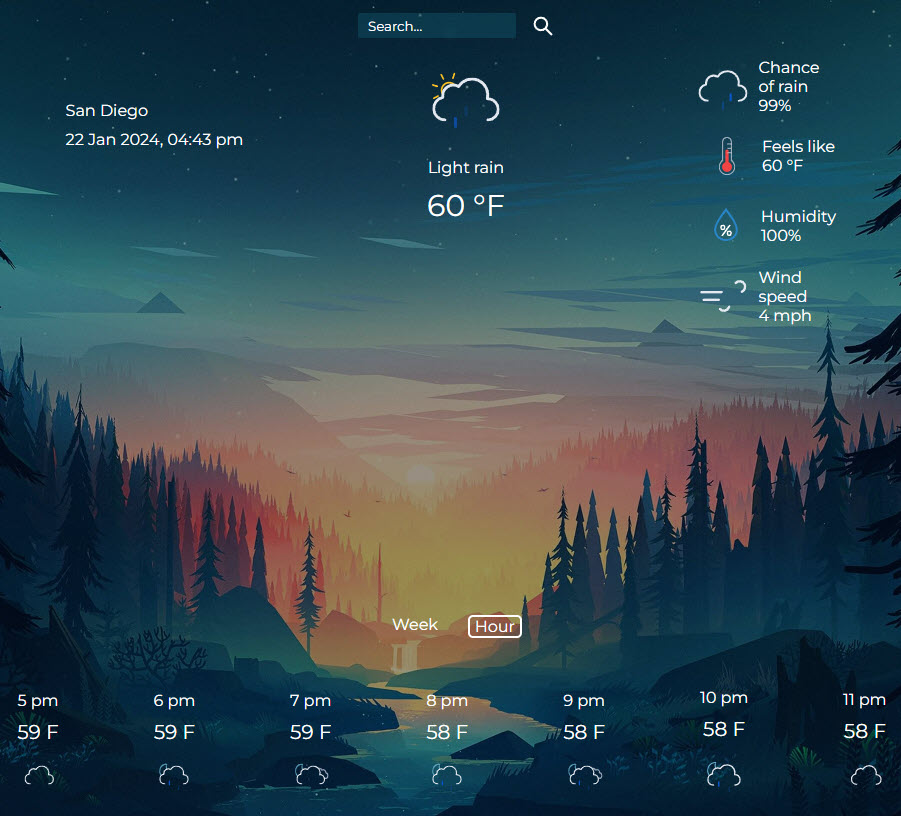 Search...
San Diego
22 Jan 2024, 04:43 pm
Light rain
60 °F
Chance
of rain
99%
Feels like
60 °F
%
Humidity
100%
Wind
speed
4 mph
Week
Hour
5 pm
59 F
6 pm
59 F
7 pm
59 F
8 pm
58 F
9 pm
58 F
10 pm
58 F
11 pm
58 F